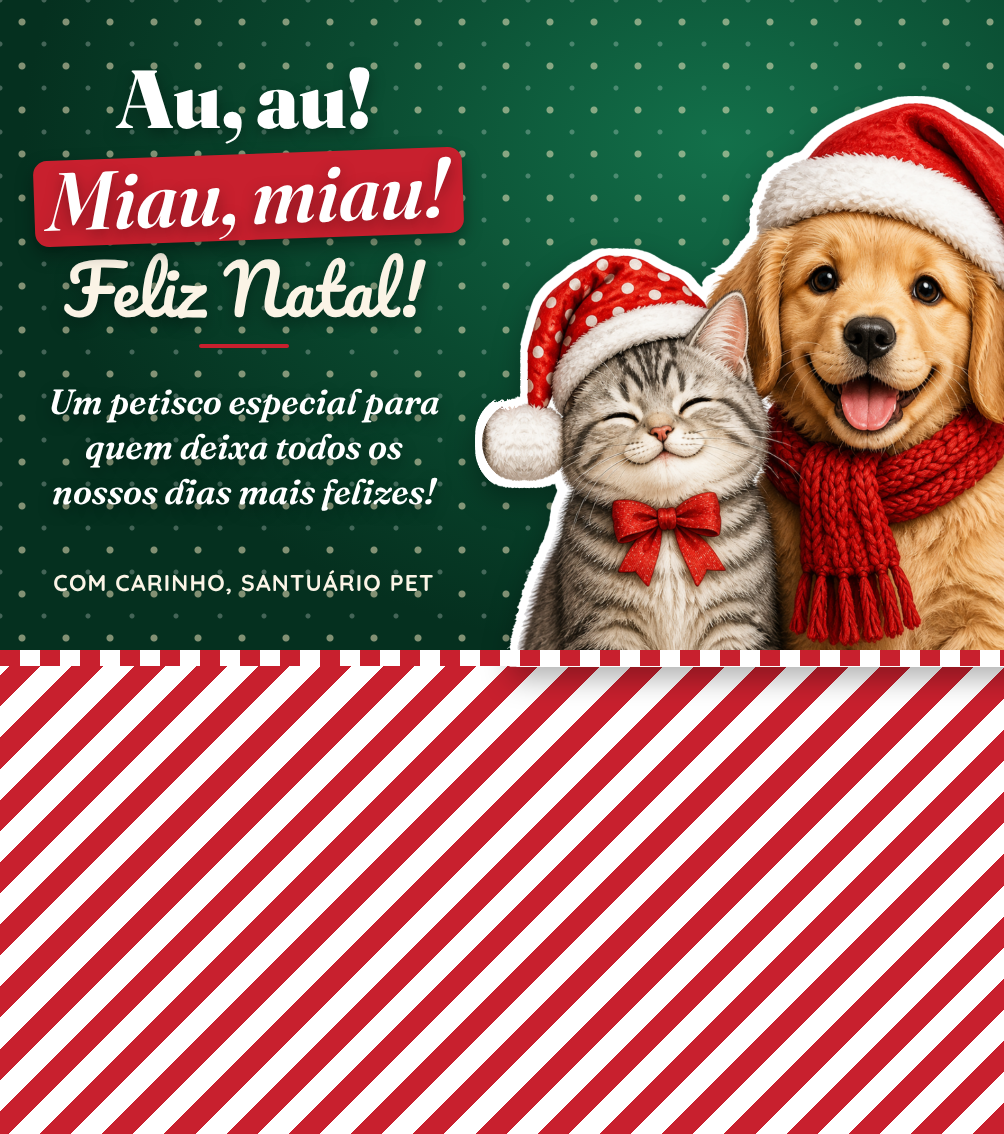 Au, au!
Miau, miau!
Feliz Natal!
Um petisco especial para
quem deixa todos os
nossos dias mais felizes!
COM CARINHO, SANTUÁRIO PET